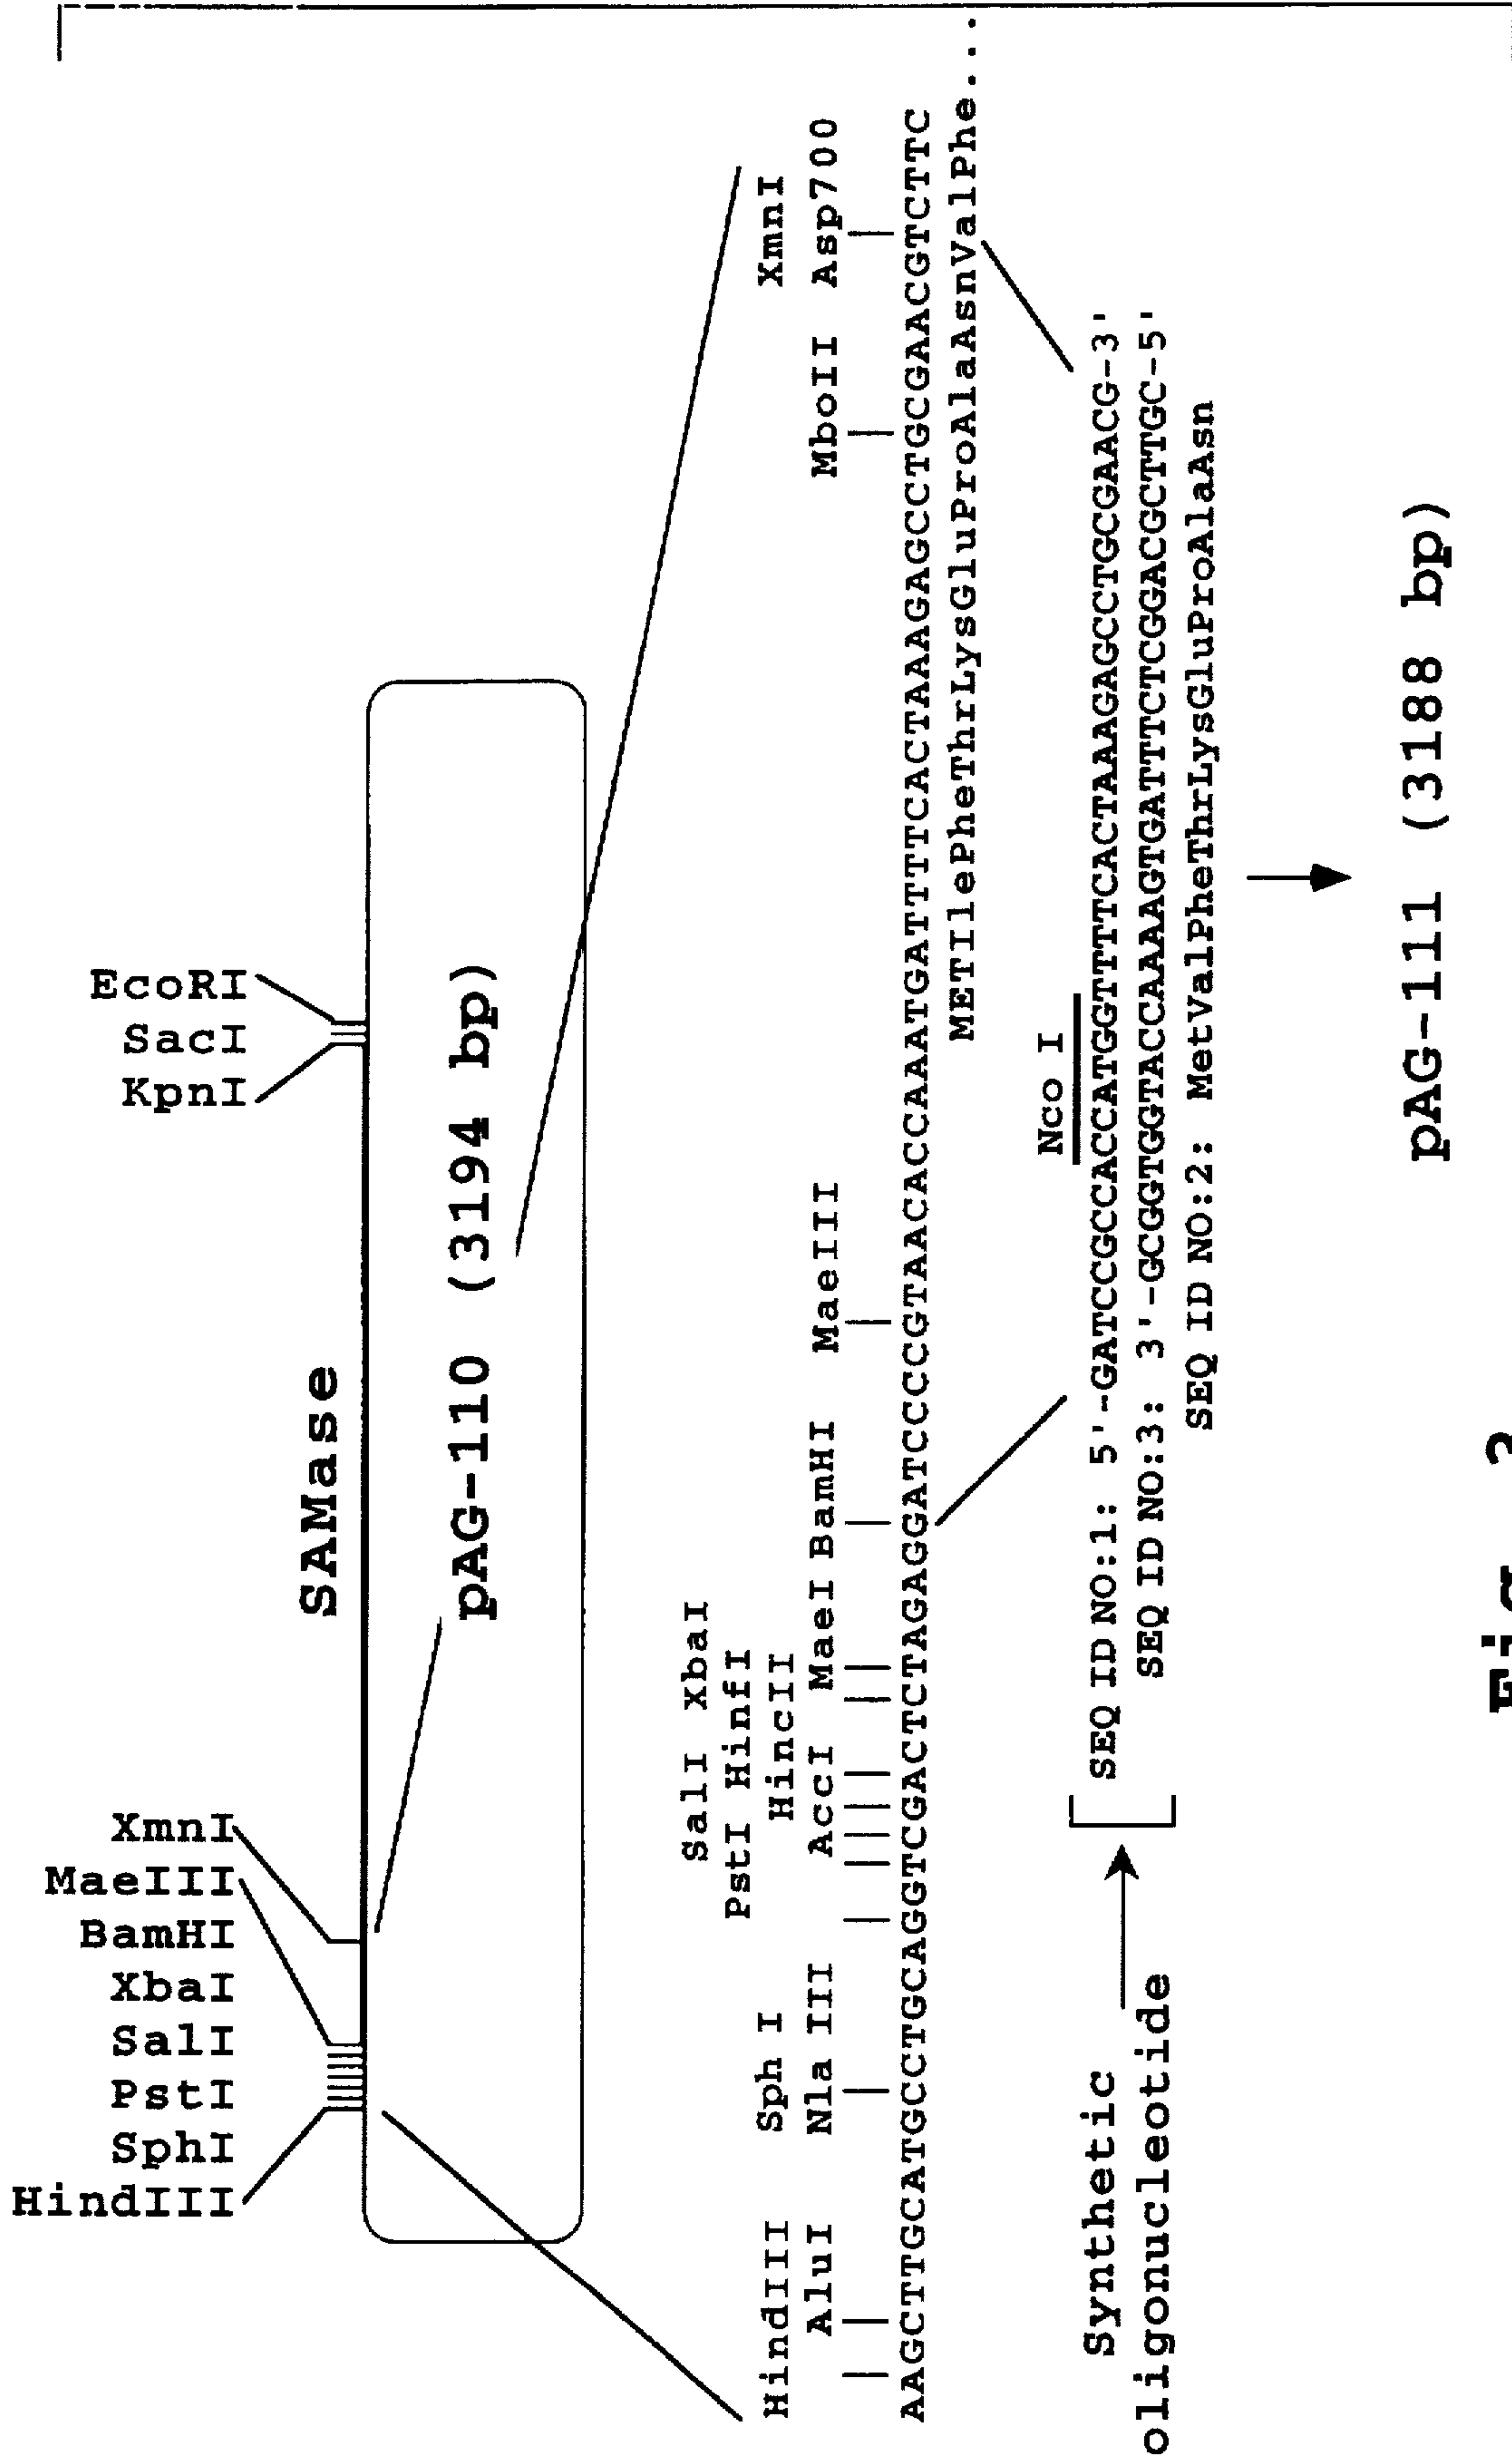 HindIII
SphI
PstI
SalI
XbaI
BamHI
MaeIII
XmnI
SAMase
KpnI
SacI
EcoRI
pAG-110 (3194 bp)
SalI XbaI
PstI HinfI
HindIII Sph I HincII XmnI
AluI Nla III AccI MaeI BamHI MaeIII MboII Asp700
AAGCTTGCATGCCTGCAGGTCGACTCTAGAGGATCCCCGTAACACCAAATGATTTTCACTAAAGAGCCTGCGAACGTCTTC
METIlePheThrLysGluProAlaAsnValPhe...
Nco I
Synthetic
oligonucleotide
SEQ ID NO:1: 5'-GATCCGCCACCATGGTTTTCACTAAAGAGCCTGCGAACG-3'
SEQ ID NO:3: 3'-GCGGTGGTACCAAAAGTGATTTCTCGGACGCTTGC-5'
SEQ ID NO:2: MetValPheThrLysGluProAlaAsn
pAG-111 (3188 bp)
Fig. 3